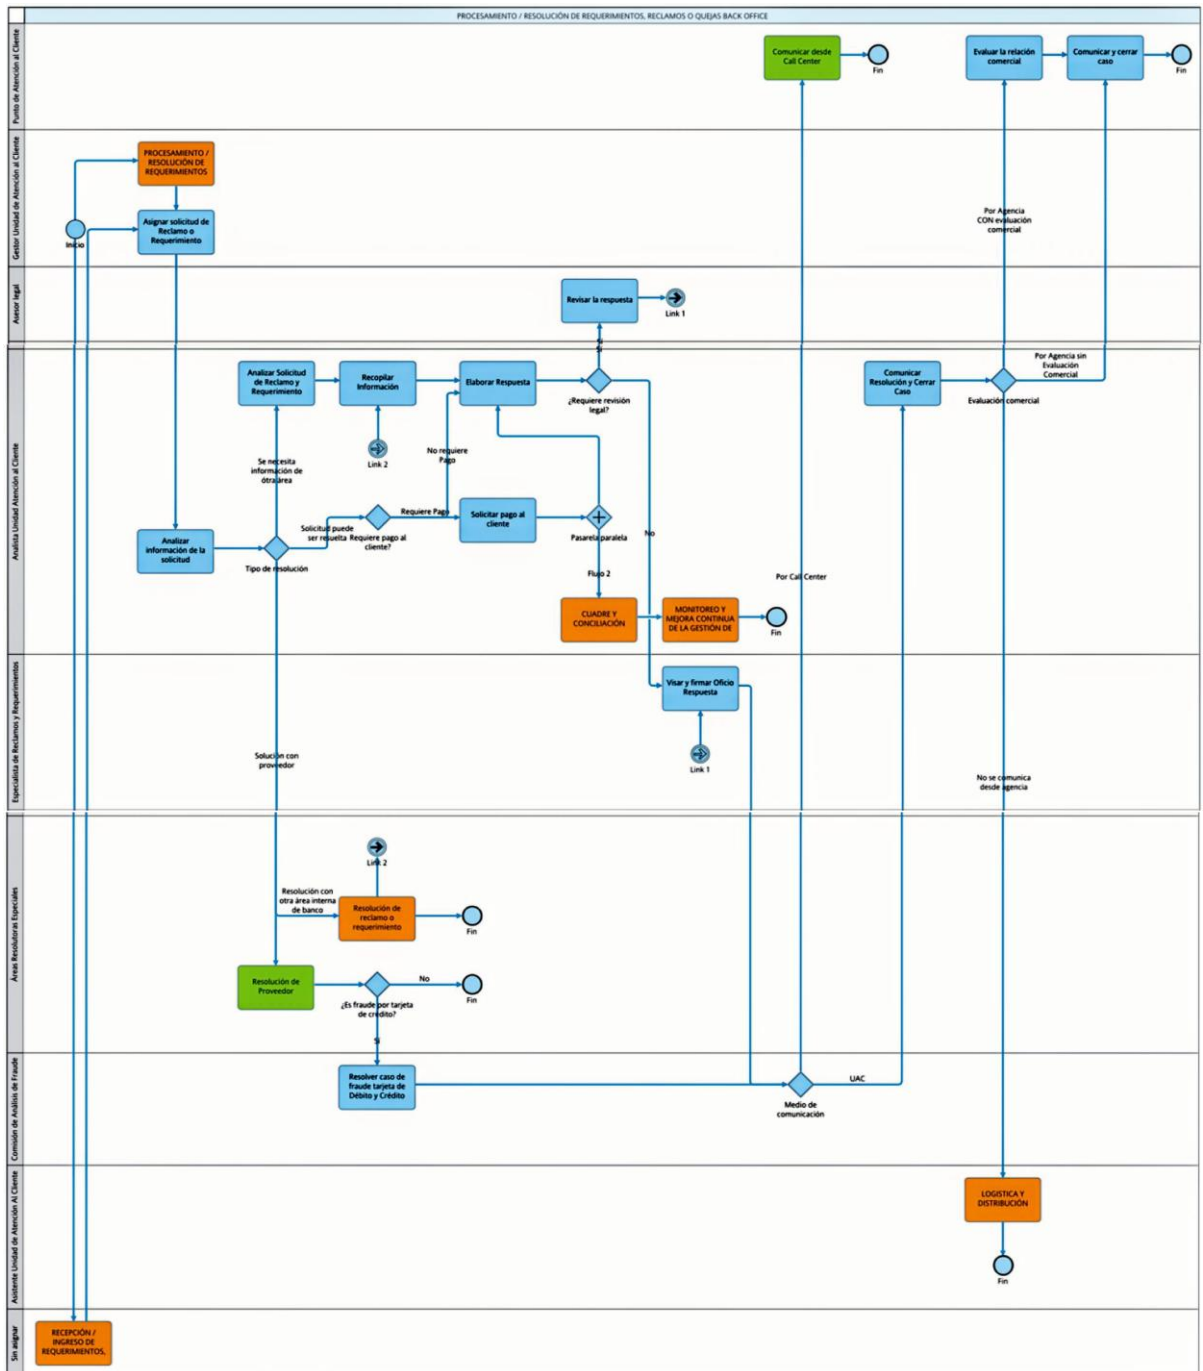 PROCESAMIENTO / RESOLUCIÓN DE REQUERIMIENTOS, RECLAMOS O QUEJAS BACK OFFICE
Punto de Atención al Cliente
Comunicar desde
Call Center
Fin
Evaluar la relación
comercial
Comunicar y cerrar
caso
Fin
Gestor Unidad de Atención al Cliente
PROCESAMIENTO /
RESOLUCIÓN DE
REQUERIMIENTOS
Inicio
Asignar solicitud de
Reclamo o
Requerimiento
Por Agencia
CON evaluación
comercial
Asesor legal
Revisar la respuesta
Link 1
Si
Analista Unidad Atención al Cliente
Analizar Solicitud
de Reclamo y
Requerimiento
Recopilar
Información
Elaborar Respuesta
¿Requiere revisión
legal?
Comunicar
Resolución y Cerrar
Caso
Evaluación comercial
Por Agencia sin
Evaluación
Comercial
Link 2
Se necesita
información de
ótra área
No requiere
Pago
Analizar
información de la
solicitud
Tipo de resolución
Solicitud puede
ser resuelta
Requiere pago al
cliente?
Requiere Pago
Solicitar pago al
cliente
Pasarela paralela
No
Flujo 2
Por Call Center
CUADRE Y
CONCILIACIÓN
MONITOREO Y
MEJORA CONTINUA
DE LA GESTIÓN DE
Fin
Especialista de Reclamos y Requerimientos
Visar y firmar Oficio
Respuesta
Link 1
Solución con
proveedor
No se comunica
desde agencia
Áreas Resolutoras Especiales
Link 2
Resolución con
otra área interna
de banco
Resolución de
reclamo o
requerimiento
Fin
Resolución de
Proveedor
¿Es fraude por tarjeta
de crédito?
No
Fin
Si
Comisión de Análisis de Fraude
Resolver caso de
fraude tarjeta de
Débito y Crédito
Medio de
comunicación
UAC
Asistente Unidad de Atención Al Cliente
LOGISTICA Y
DISTRIBUCIÓN
Fin
Sin asignar
RECEPCIÓN /
INGRESO DE
REQUERIMIENTOS,